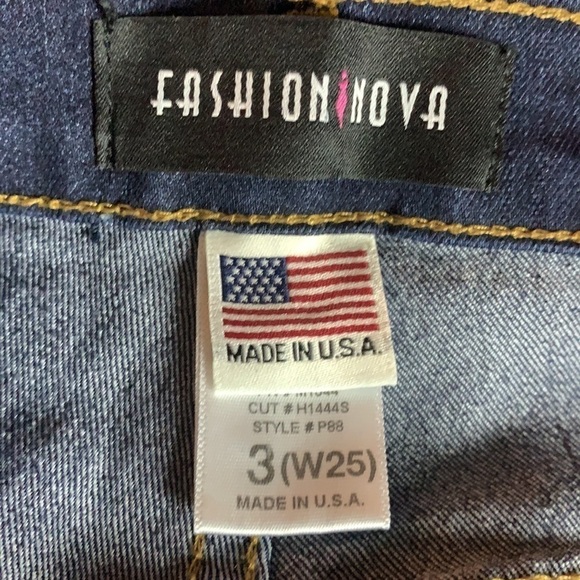 FASHION NOVA
MADE IN U.S.A.
CUT # H1444S
STYLE # P88
3 (W25)
MADE IN U.S.A.